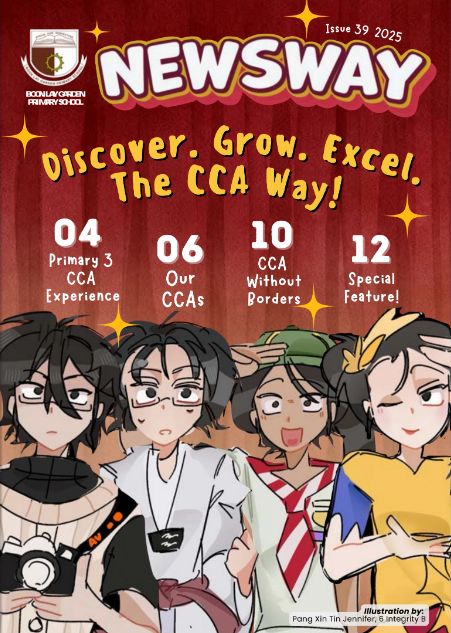 Issue 39 2025
NEWSWAY
BOON LAY GARDEN
PRIMARY SCHOOL
Discover. Grow. Excel.
The CCA Way!
04
Primary 3
CCA
Experience
06
Our
CCAs
10
CCA
Without
Borders
12
Special
Feature!
AV
Illustration by:
Pang Xin Tin Jennifer, 6 Integrity B